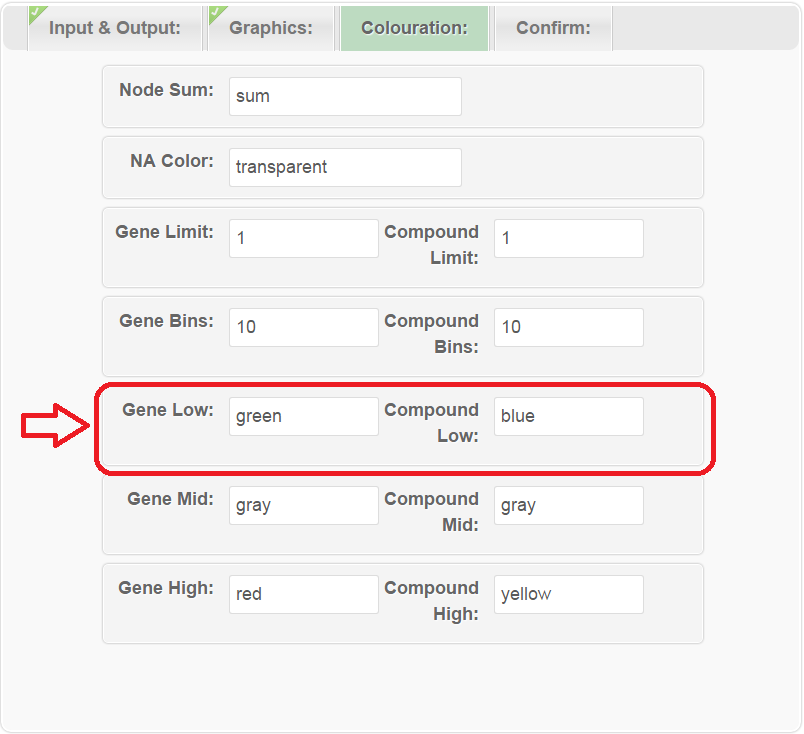 Input & Output: Graphics: Colouration: Confirm:
Node Sum: sum
NA Color: transparent
Gene Limit: 1 Compound Limit: 1
Gene Bins: 10 Compound Bins: 10
Gene Low: green Compound Low: blue
Gene Mid: gray Compound Mid: gray
Gene High: red Compound High: yellow